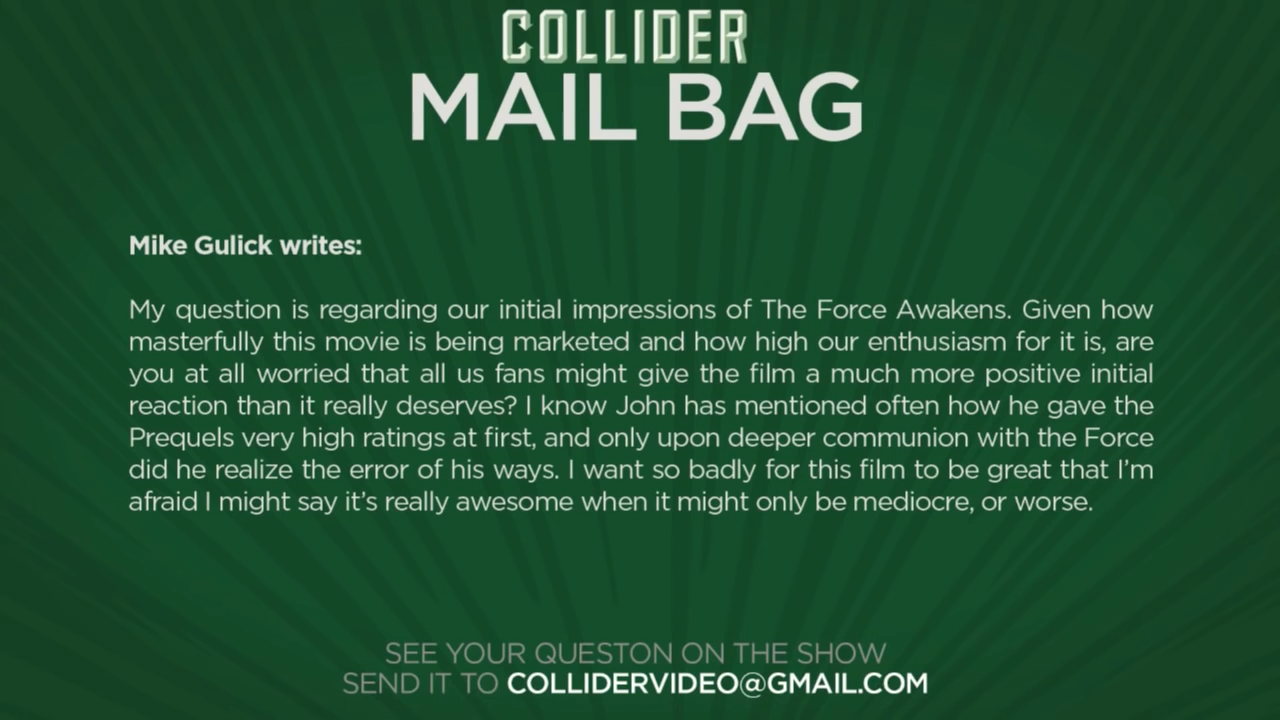 COLLIDER
MAIL BAG
Mike Gulick writes:
My question is regarding our initial impressions of The Force Awakens. Given how
masterfully this movie is being marketed and how high our enthusiasm for it is, are
you at all worried that all us fans might give the film a much more positive initial
reaction than it really deserves? I know John has mentioned often how he gave the
Prequels very high ratings at first, and only upon deeper communion with the Force
did he realize the error of his ways. I want so badly for this film to be great that I’m
afraid I might say it’s really awesome when it might only be mediocre, or worse.
SEE YOUR QUESTON ON THE SHOW
SEND IT TO COLLIDERVIDEO@GMAIL.COM